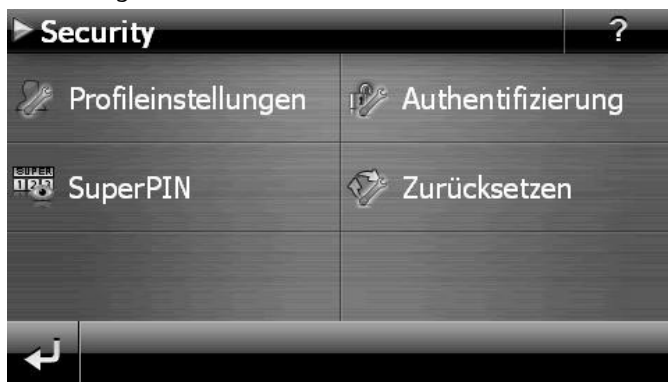 Security ?
Profileinstellungen Authentifizierung
SUPER
123
SuperPIN Zurücksetzen